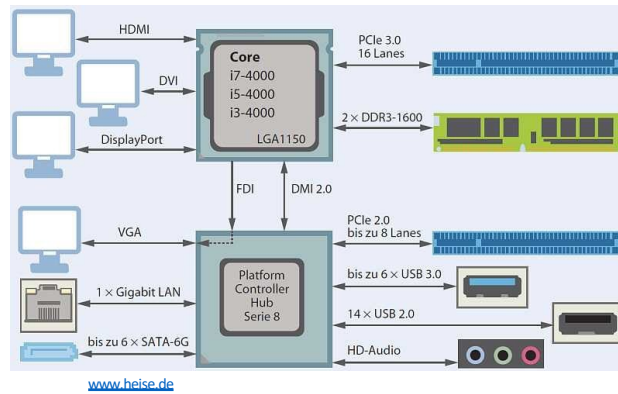 HDMI
DVI
DisplayPort
Core
i7-4000
i5-4000
i3-4000
LGA1150
PCIe 3.0
16 Lanes
2 × DDR3-1600
FDI
DMI 2.0
VGA
1 × Gigabit LAN
bis zu 6 × SATA-6G
Platform
Controller
Hub
Serie 8
PCIe 2.0
bis zu 8 Lanes
bis zu 6 × USB 3.0
14 × USB 2.0
HD-Audio
www.heise.de